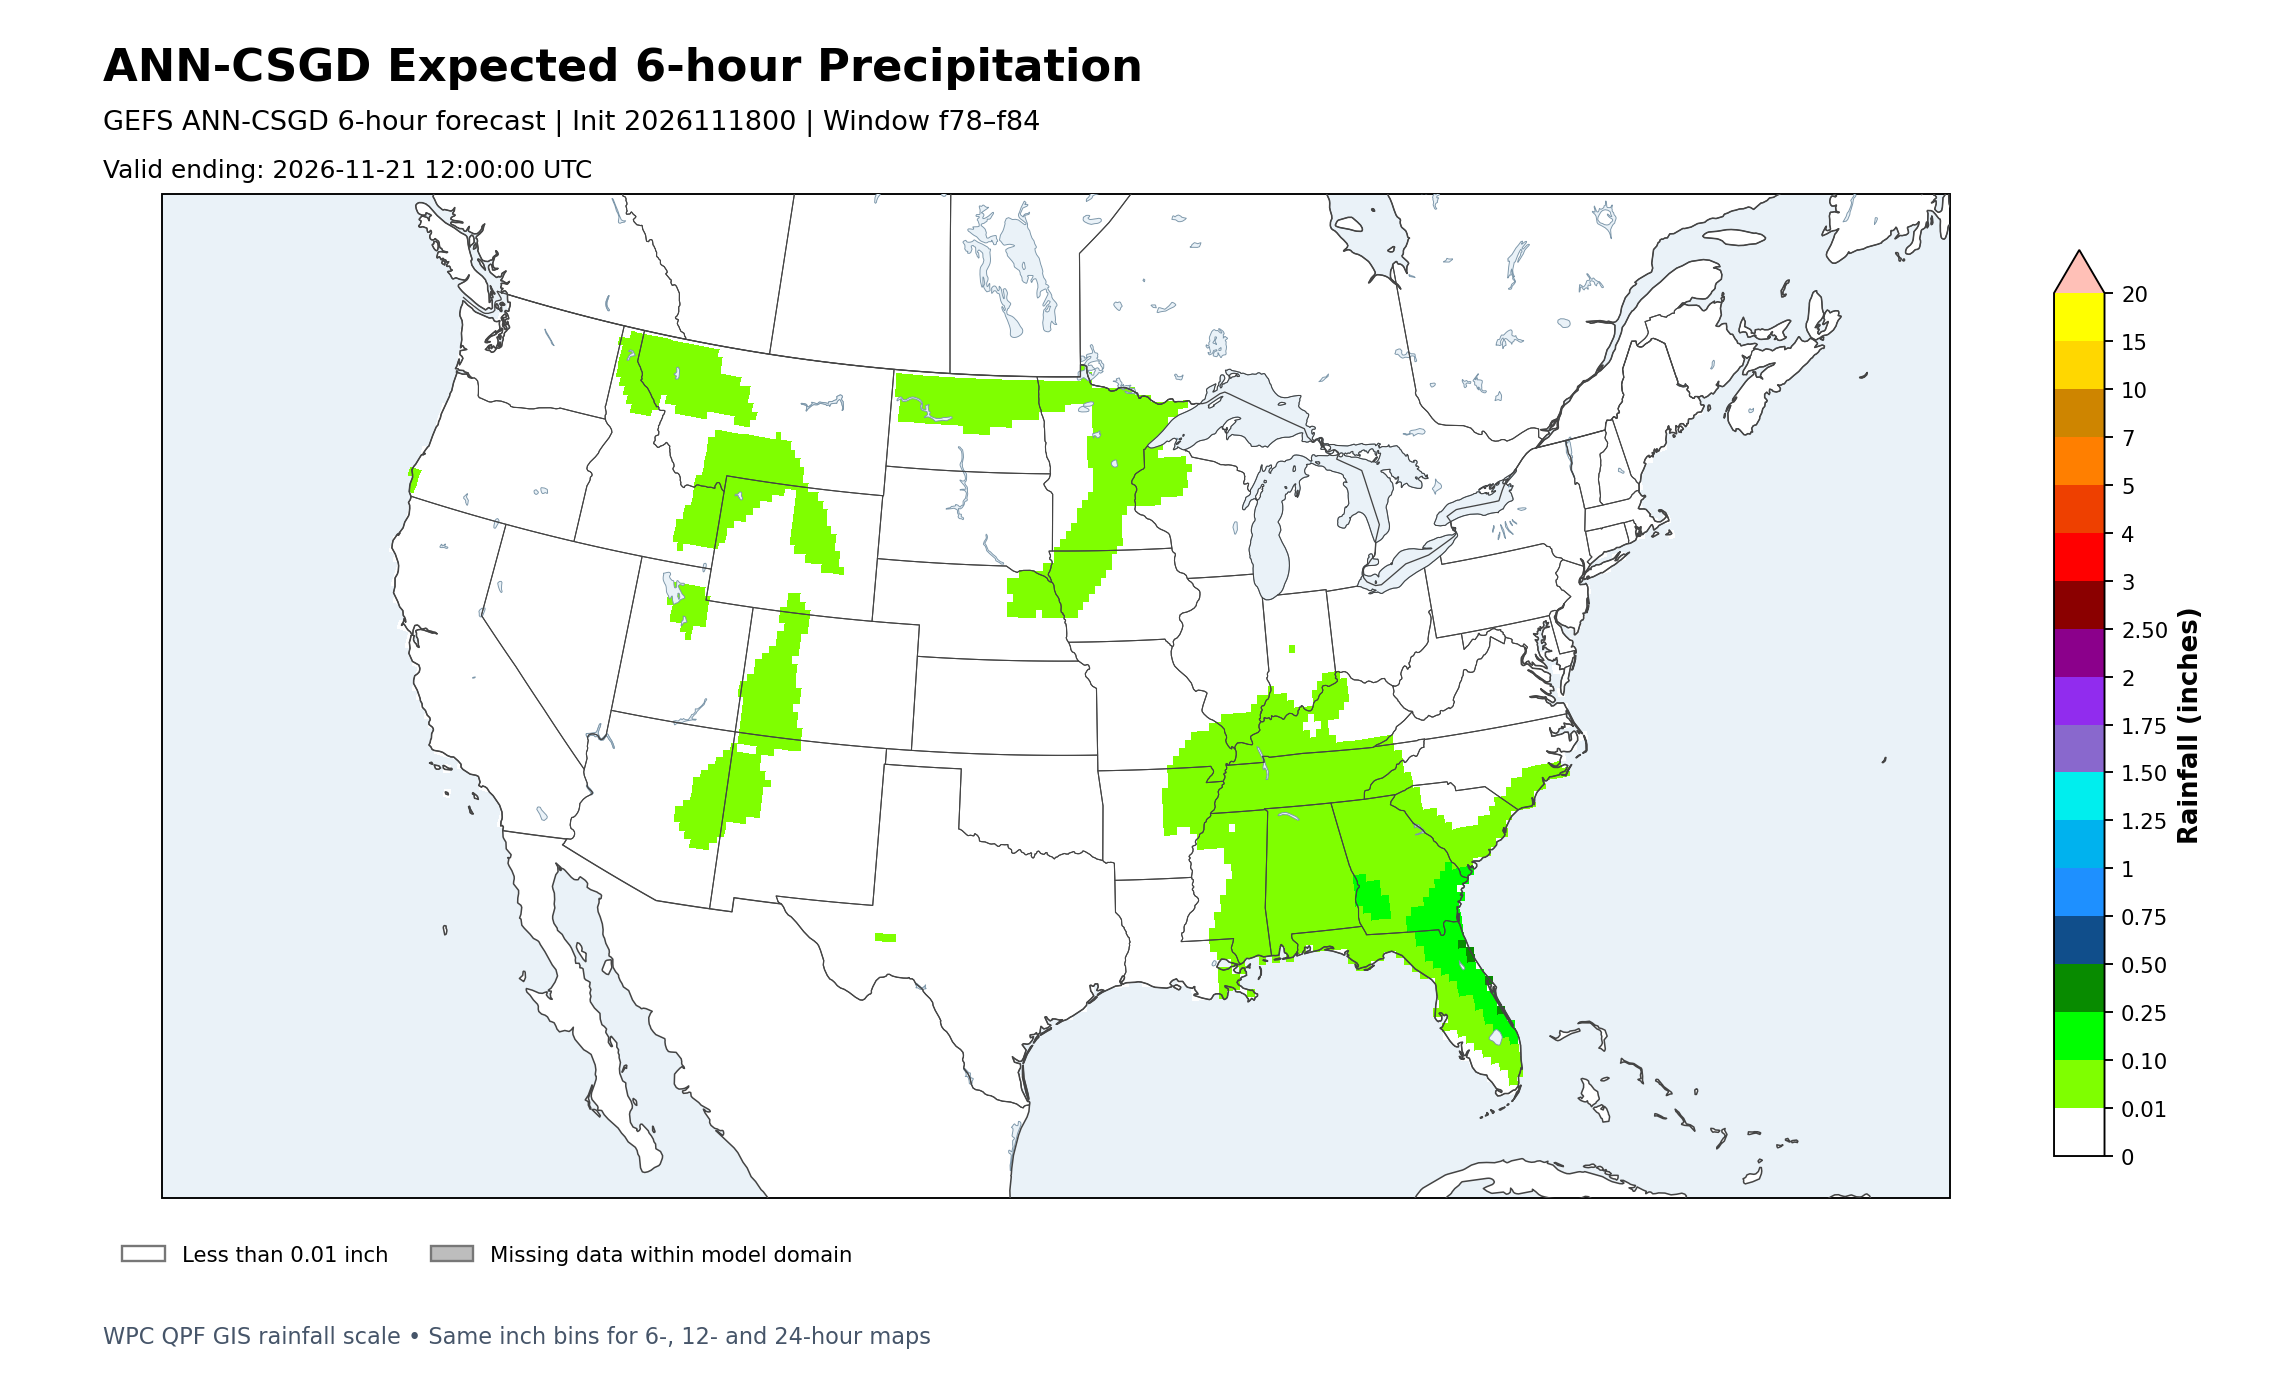 ANN-CSGD Expected 6-hour Precipitation
GEFS ANN-CSGD 6-hour forecast | Init 2026111800 | Window f78–f84
Valid ending: 2026-11-21 12:00:00 UTC
20
15
10
7
5
4
3
2.50
2
1.75
1.50
1.25
1
0.75
0.50
0.25
0.10
0.01
0
Rainfall (inches)
Less than 0.01 inch
Missing data within model domain
WPC QPF GIS rainfall scale • Same inch bins for 6-, 12- and 24-hour maps